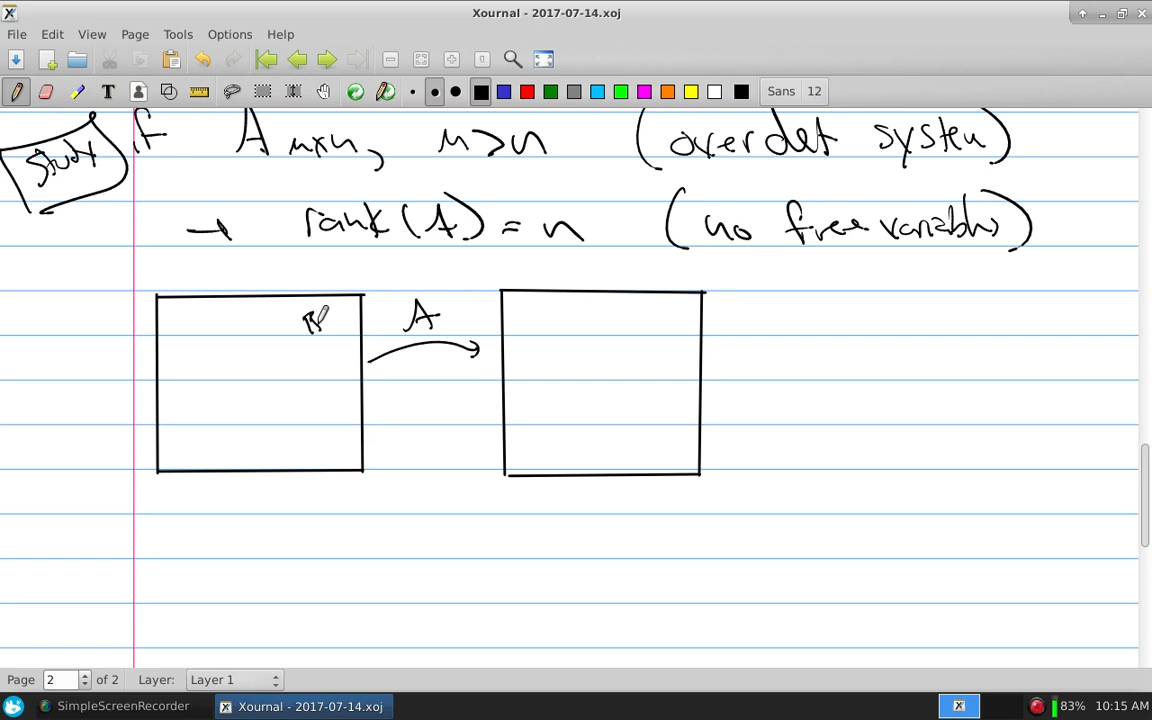 Xournal - 2017-07-14.xoj
File Edit View Page Tools Options Help
Sans 12
study if A mxn, m>n (overdet system)
→ rank(A) = n (no free variables)
A
Page 2 of 2 Layer: Layer 1
SimpleScreenRecorder Xournal - 2017-07-14.xoj 83% 10:15 AM